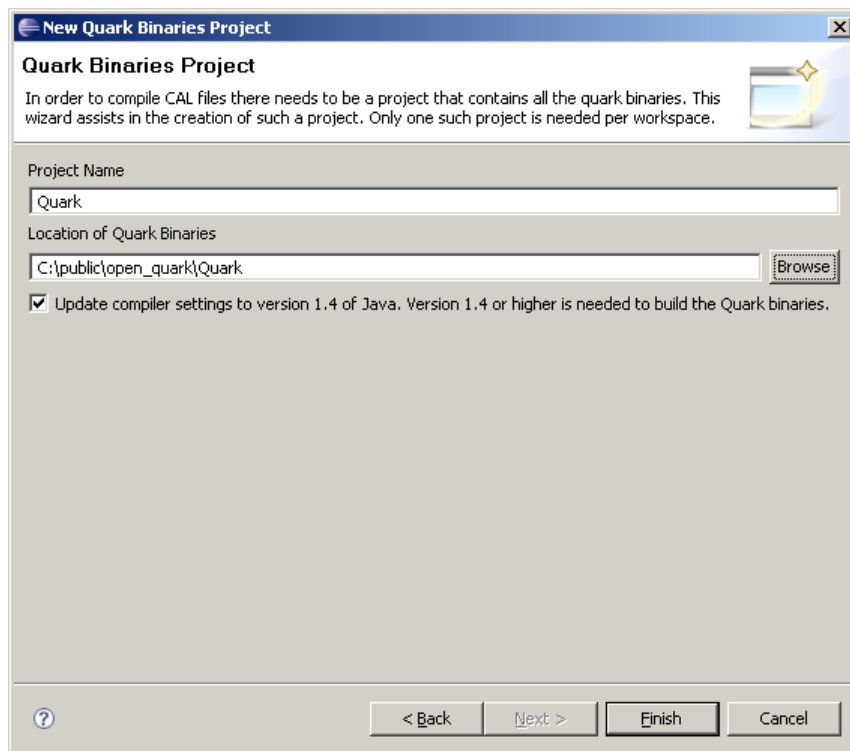 New Quark Binaries Project
Quark Binaries Project
In order to compile CAL files there needs to be a project that contains all the quark binaries. This
wizard assists in the creation of such a project. Only one such project is needed per workspace.
Project Name
Quark
Location of Quark Binaries
C:\public\open_quark\Quark
Browse
Update compiler settings to version 1.4 of Java. Version 1.4 or higher is needed to build the Quark binaries.
?
< Back
Next >
Finish
Cancel